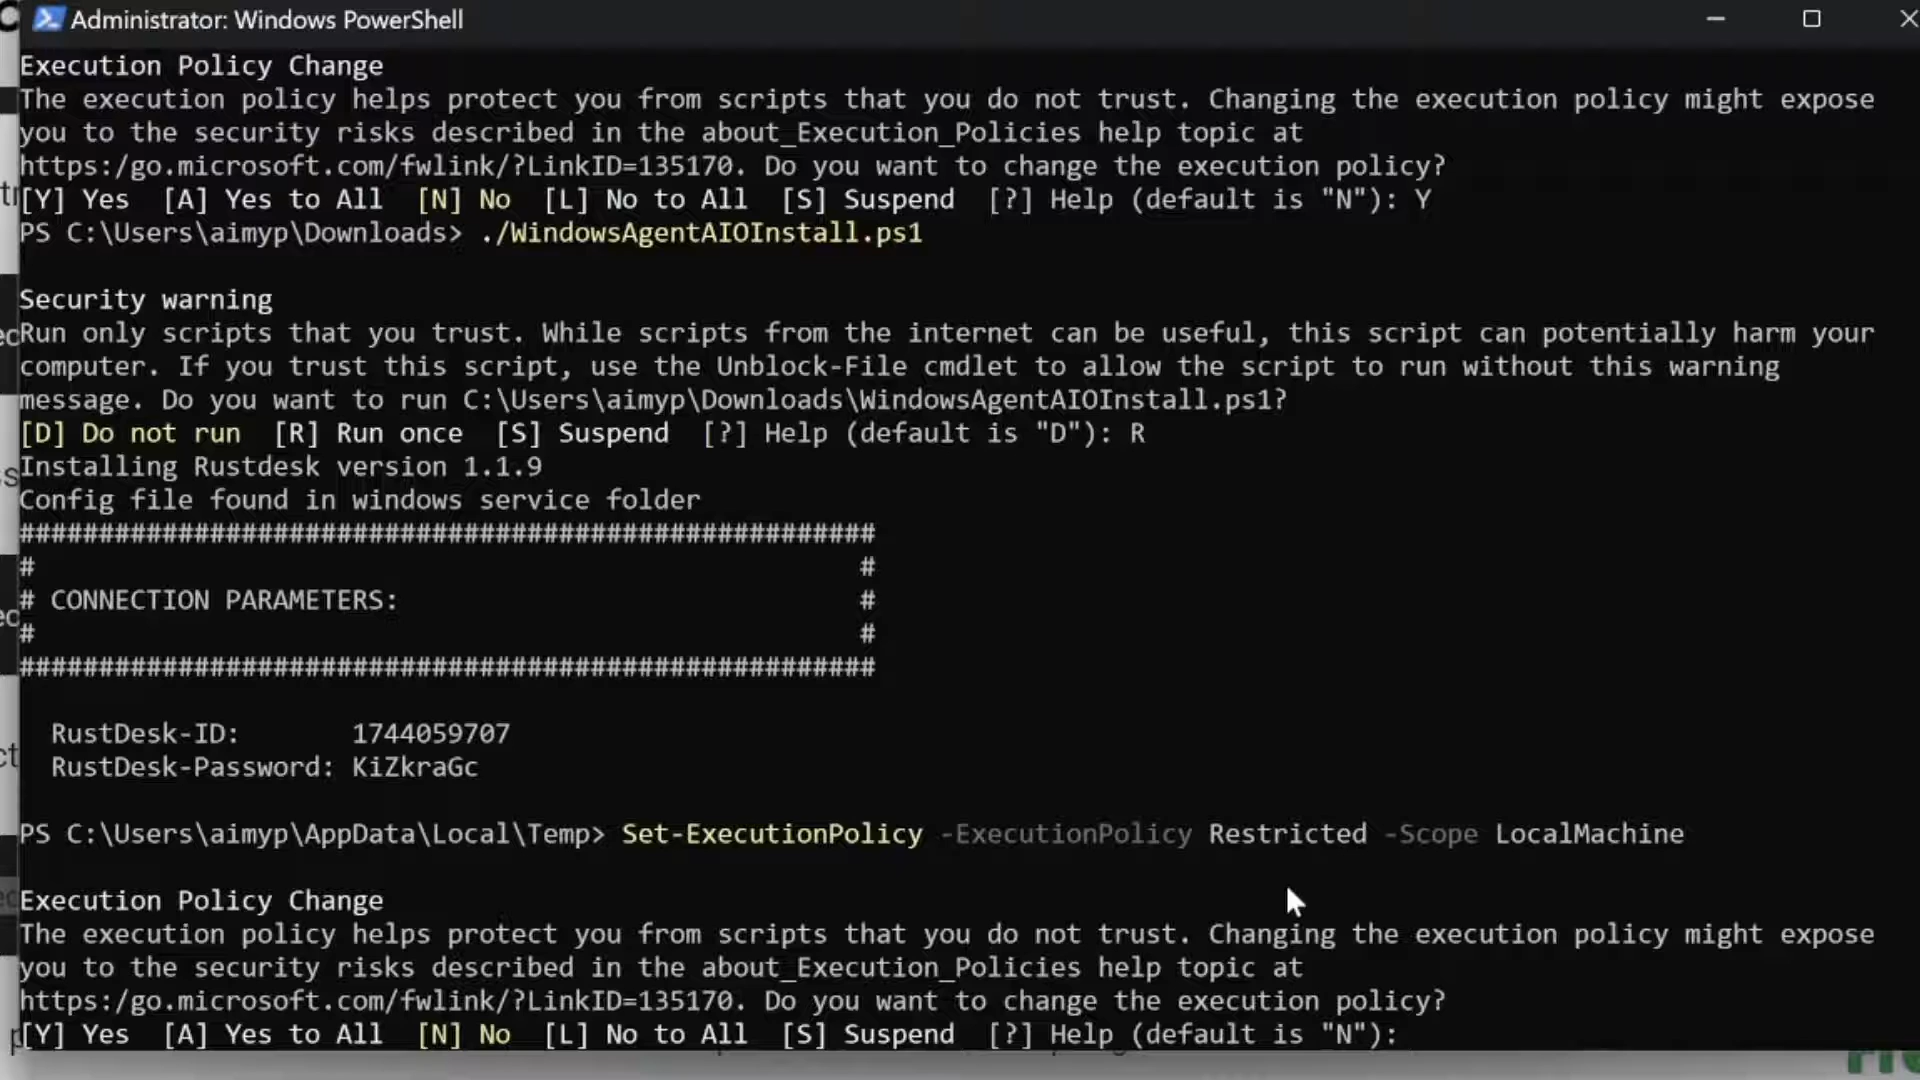 Administrator: Windows PowerShell
Execution Policy Change
The execution policy helps protect you from scripts that you do not trust. Changing the execution policy might expose
you to the security risks described in the about_Execution_Policies help topic at
https:/go.microsoft.com/fwlink/?LinkID=135170. Do you want to change the execution policy?
[Y] Yes  [A] Yes to All  [N] No  [L] No to All  [S] Suspend  [?] Help (default is "N"): Y
PS C:\Users\aimyp\Downloads> ./WindowsAgentAIOInstall.ps1
Security warning
Run only scripts that you trust. While scripts from the internet can be useful, this script can potentially harm your
computer. If you trust this script, use the Unblock-File cmdlet to allow the script to run without this warning
message. Do you want to run C:\Users\aimyp\Downloads\WindowsAgentAIOInstall.ps1?
[D] Do not run  [R] Run once  [S] Suspend  [?] Help (default is "D"): R
Installing Rustdesk version 1.1.9
Config file found in windows service folder
######################################################
#                                                    #
# CONNECTION PARAMETERS:                             #
#                                                    #
######################################################
RustDesk-ID:       1744059707
RustDesk-Password: KiZkraGc
PS C:\Users\aimyp\AppData\Local\Temp> Set-ExecutionPolicy -ExecutionPolicy Restricted -Scope LocalMachine
Execution Policy Change
The execution policy helps protect you from scripts that you do not trust. Changing the execution policy might expose
you to the security risks described in the about_Execution_Policies help topic at
https:/go.microsoft.com/fwlink/?LinkID=135170. Do you want to change the execution policy?
[Y] Yes  [A] Yes to All  [N] No  [L] No to All  [S] Suspend  [?] Help (default is "N"):